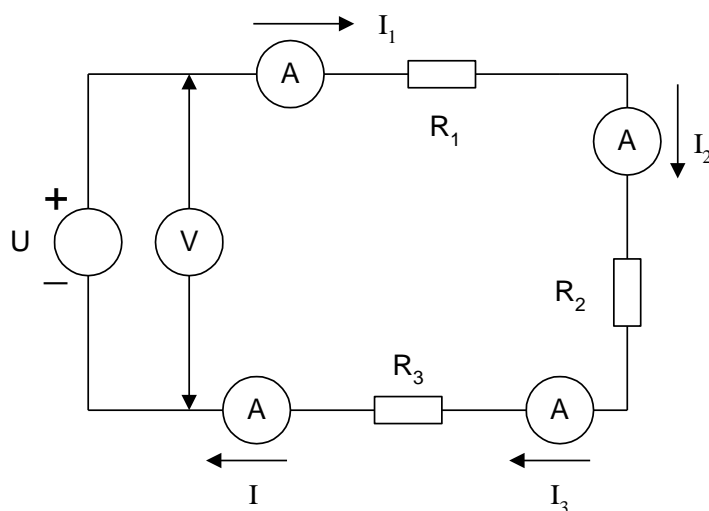 I₁
A
R₁
A
I₂
+
U
V
−
R₂
R₃
A
A
I
I₃